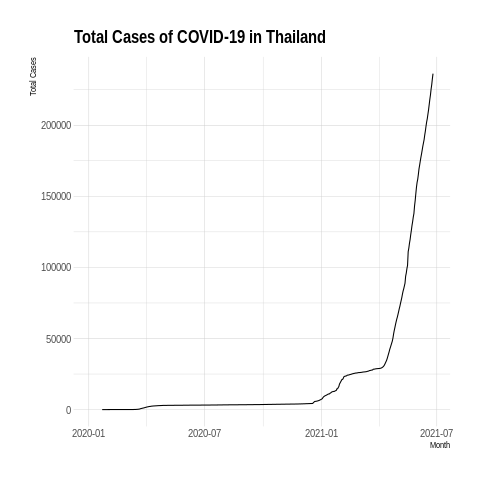 Total Cases of COVID-19 in Thailand
Total Cases
200000
150000
100000
50000
0
2020-01 2020-07 2021-01 2021-07
Month